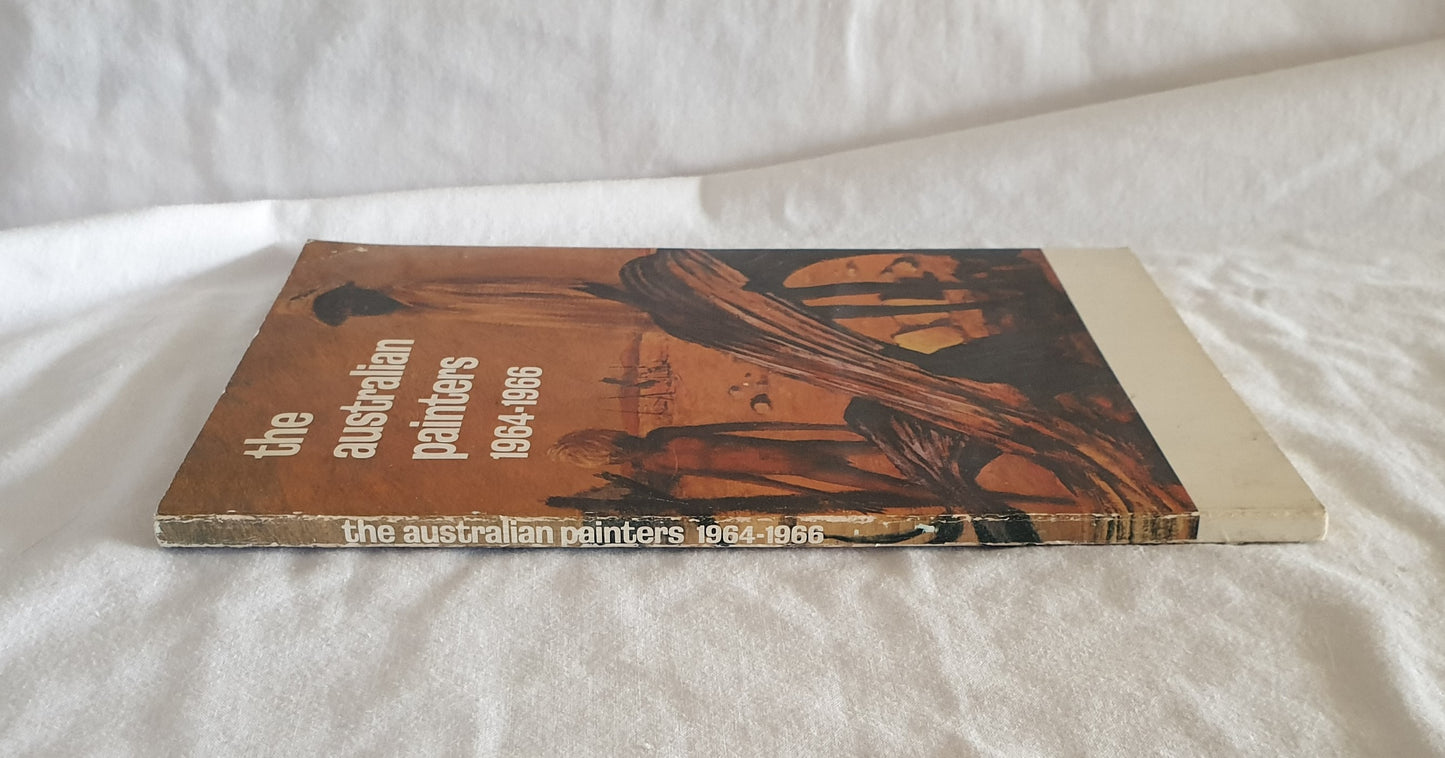 the
australian
painters
1964-1966
the australian painters 1964-1966